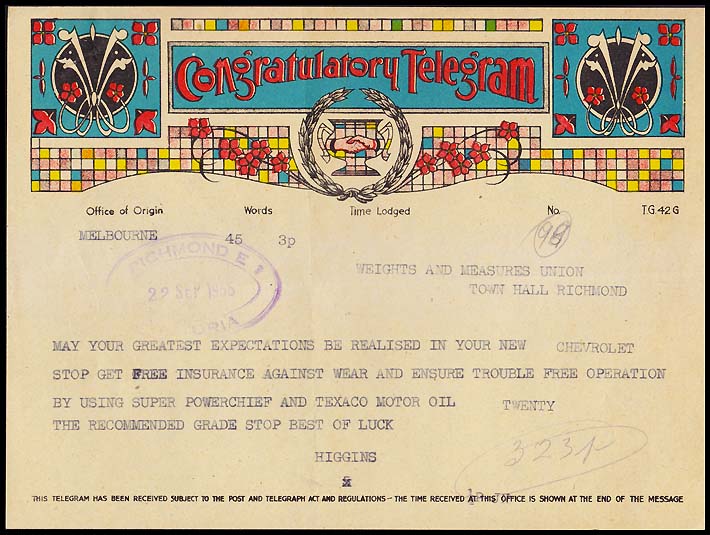 Congratulatory Telegram
Office of Origin Words Time Lodged No. T.G 42 G
MELBOURNE 45 3p
98
RICHMOND E 1
WEIGHTS AND MEASURES UNION
TOWN HALL RICHMOND
MAY YOUR GREATEST EXPECTATIONS BE REALISED IN YOUR NEW CHEVROLET
STOP GET FREE INSURANCE AGAINST WEAR AND ENSURE TROUBLE FREE OPERATION
BY USING SUPER POWERCHIEF AND TEXACO MOTOR OIL TWENTY
THE RECOMMENDED GRADE STOP BEST OF LUCK
HIGGINS
THIS TELEGRAM HAS BEEN RECEIVED SUBJECT TO THE POST AND TELEGRAPH ACT AND REGULATIONS – THE TIME RECEIVED AT THIS OFFICE IS SHOWN AT THE END OF THE MESSAGE